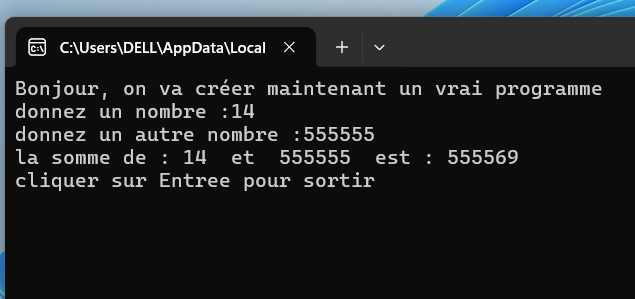 C:\Users\DELL\AppData\Local
Bonjour, on va créer maintenant un vrai programme
donnez un nombre :14
donnez un autre nombre :555555
la somme de : 14  et  555555  est : 555569
cliquer sur Entree pour sortir